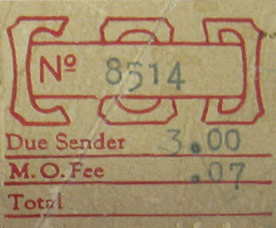 C.O.D.
Nº 8514
Due Sender 3.00
M.O. Fee .07
Total